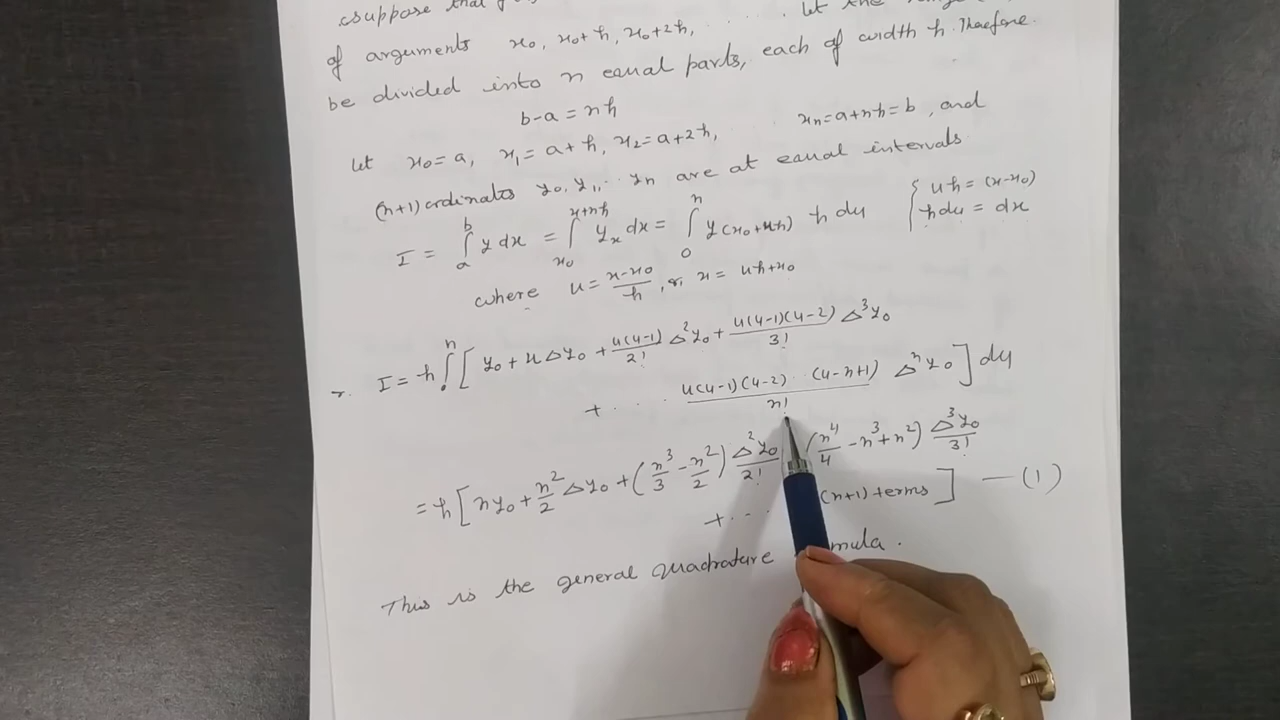 suppose that
let the
of arguments x₀, x₀+h, x₀+2h, .....
be divided into n equal parts, each of width h. Therefore
b-a = nh
let x₀ = a, x₁ = a+h, x₂ = a+2h, xₙ = a+nh = b, and
(n+1) ordinates y₀, y₁, .. yₙ are at equal intervals
I = ∫ₐᵇ y dx = ∫_{x₀}^{x+nh} yₓ dx = ∫₀ⁿ y(x₀+uh) h du { uh = (x-x₀)
h du = dx
where u = (x-x₀)/h, or, x = uh+x₀
I = h ∫₀ⁿ [ y₀ + u Δy₀ + u(u-1)/2! Δ²y₀ + u(u-1)(u-2)/3! Δ³y₀
+ ..... u(u-1)(u-2)..(u-n+1)/n! Δⁿy₀ ] du
= h [ n y₀ + n²/2 Δy₀ + (n³/3 - n²/2) Δ²y₀/2! (n⁴/4 - n³ + n²) Δ³y₀/3!
+ ... (n+1) terms ] — (1)
This is the general quadrature